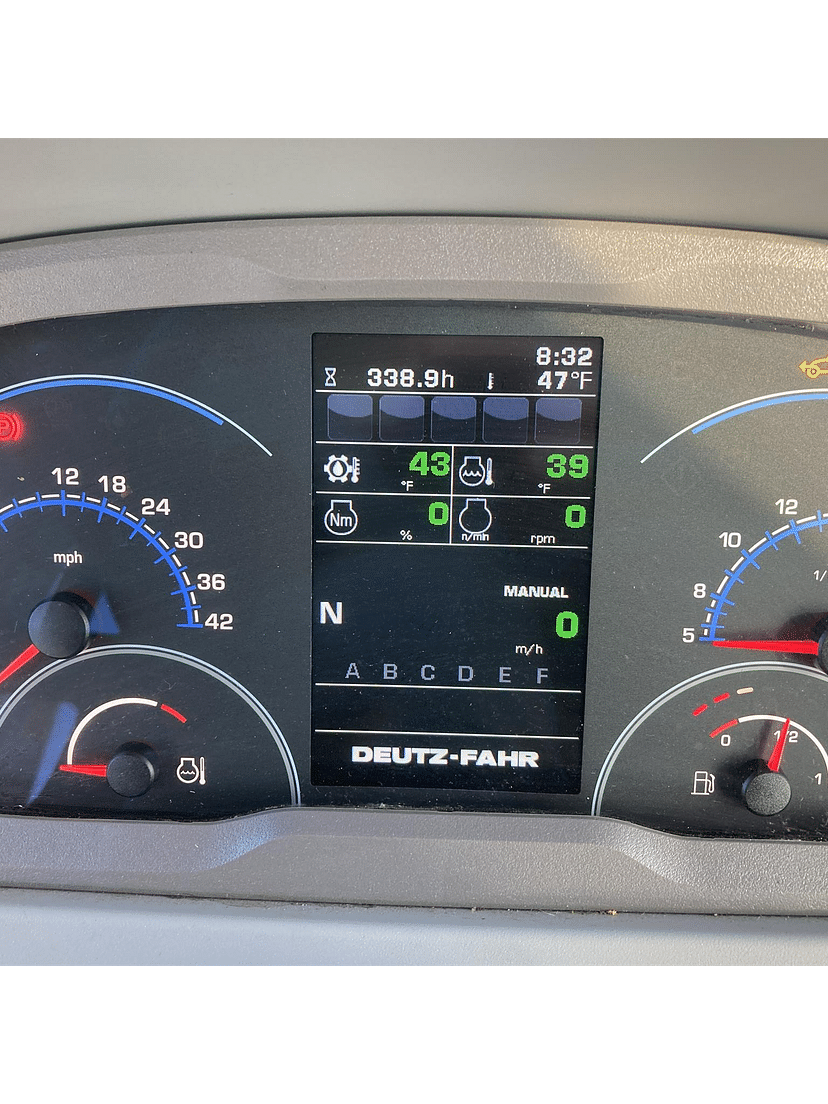 8:32
338.9h 47°F
43 °F 39 °F
Nm 0 % n/min 0 rpm
MANUAL
N 0
m/h
A B C D E F
DEUTZ-FAHR
P
12 18 24 30 36 42
mph
5 8 10 12
1/
0 1/2 1